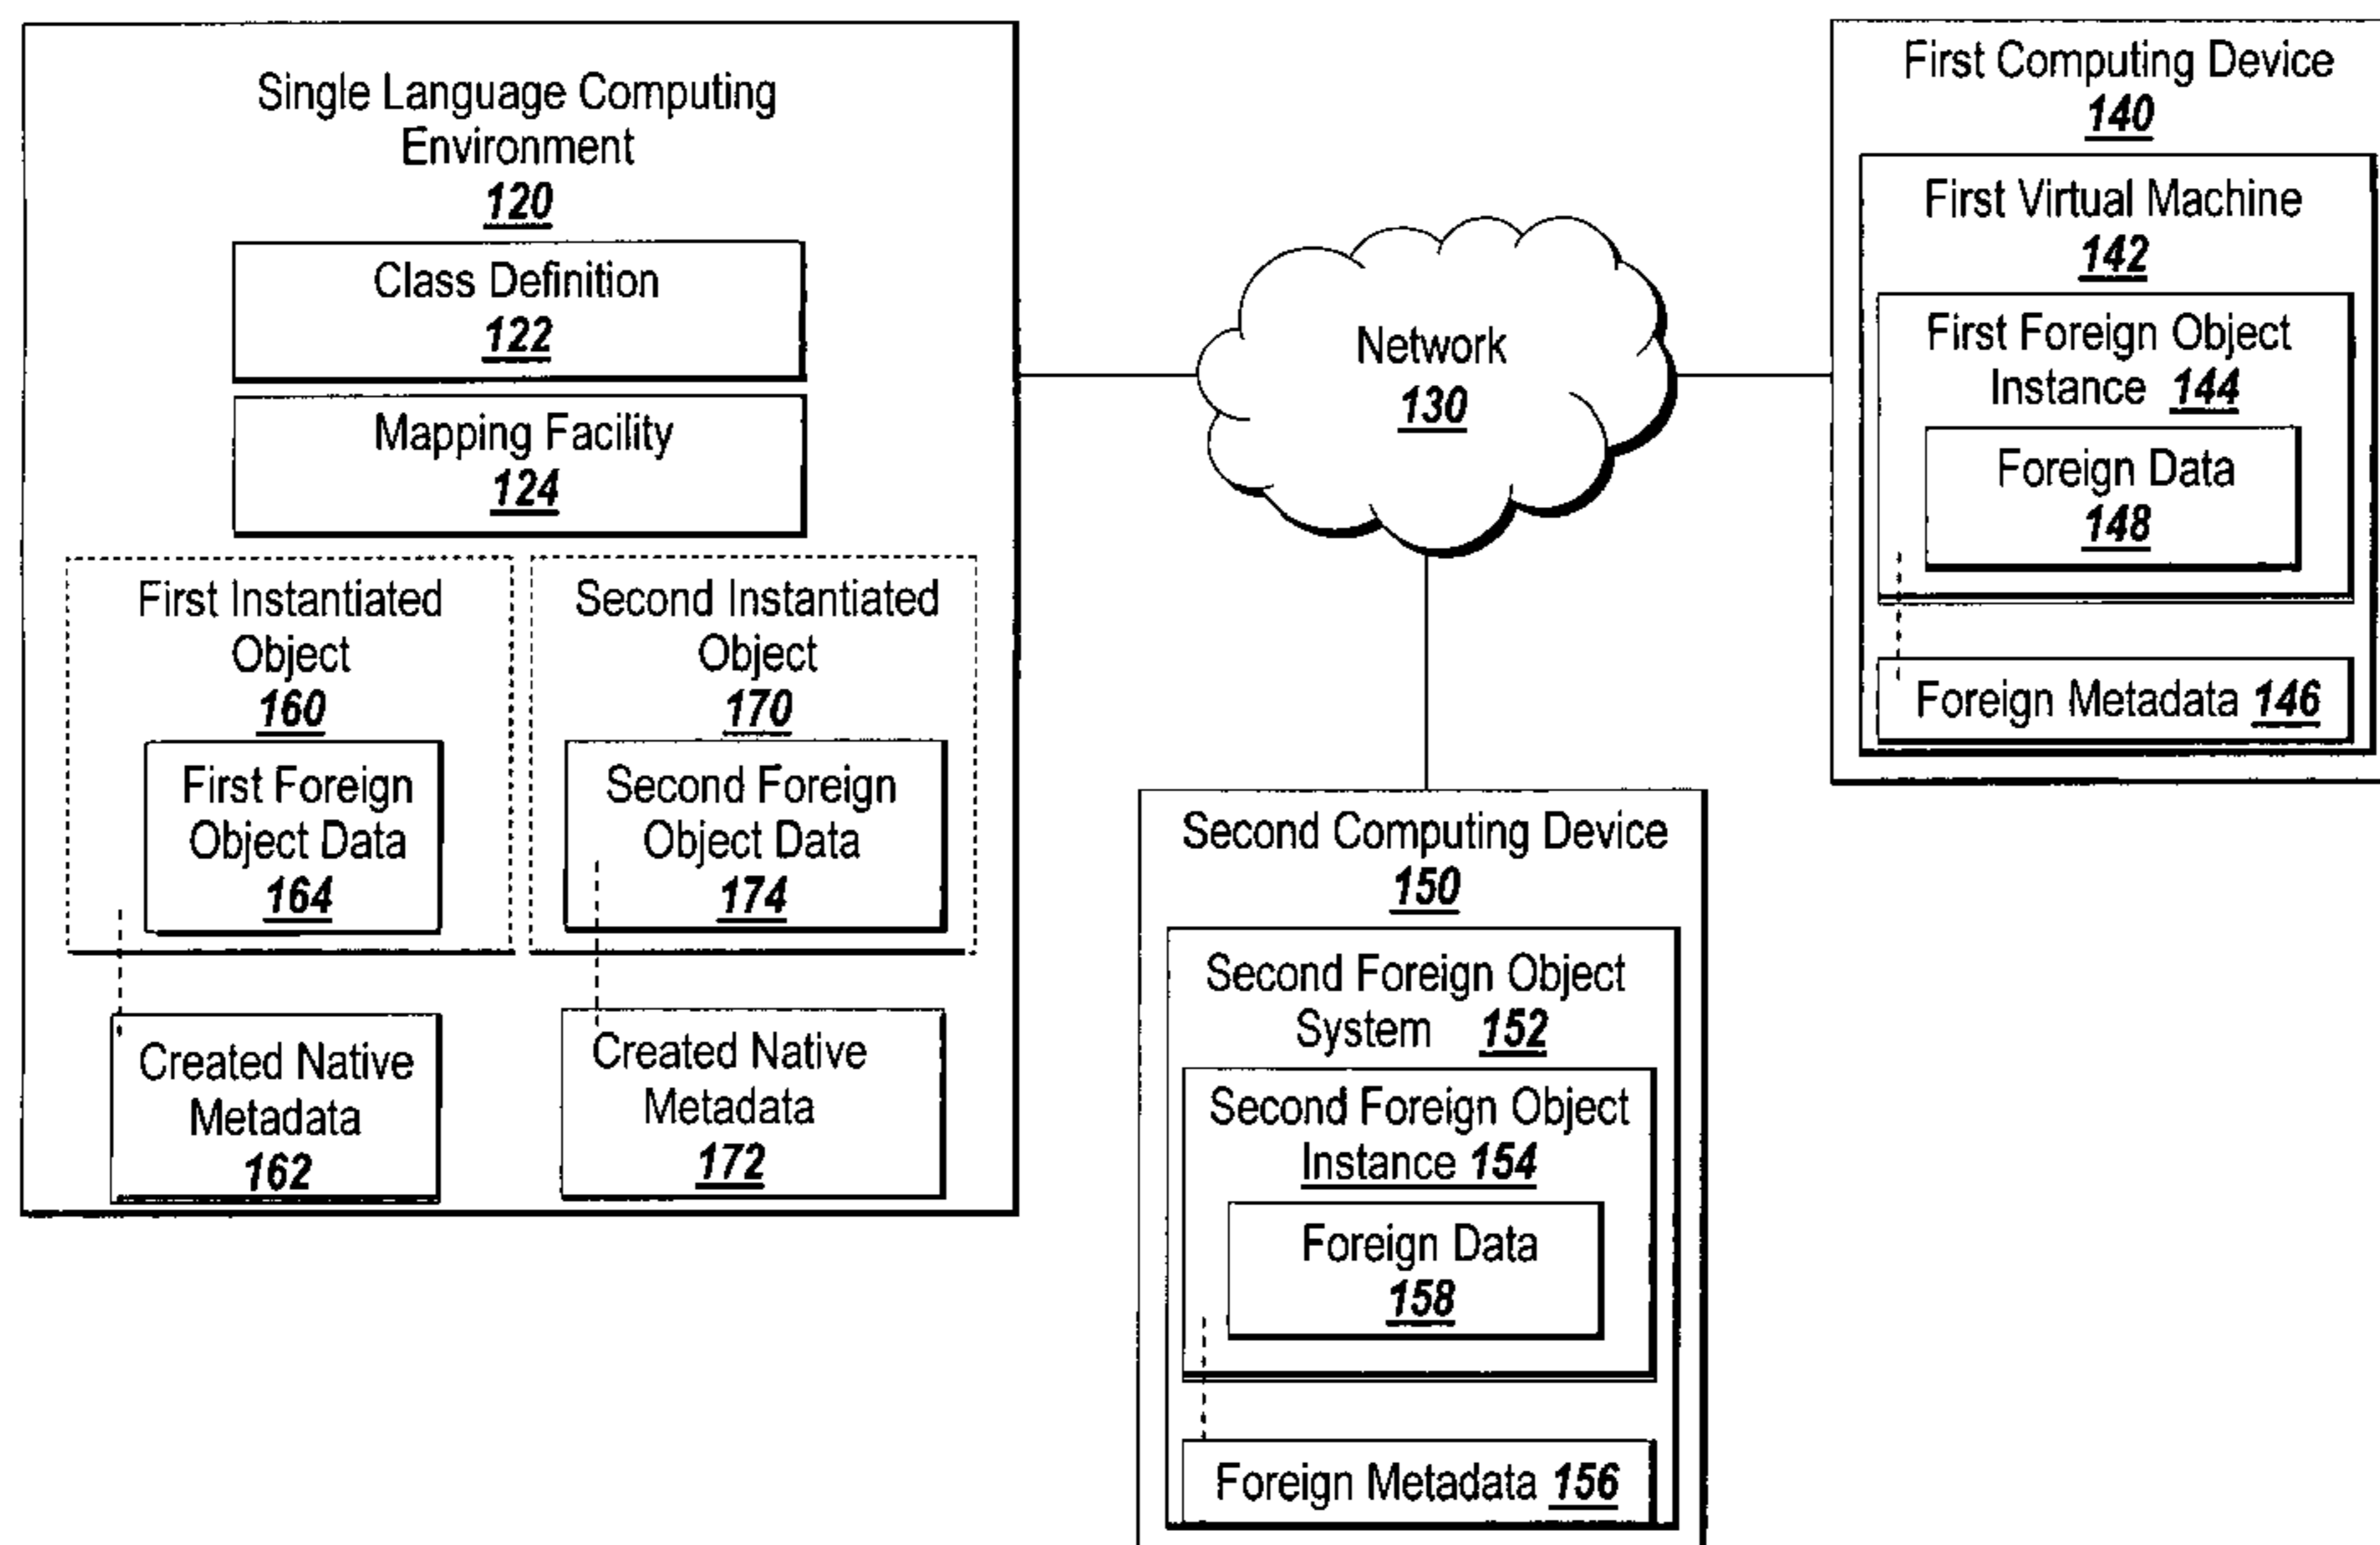 Single Language Computing
Environment
120
Class Definition
122
Mapping Facility
124
First Instantiated
Object
160
First Foreign
Object Data
164
Second Instantiated
Object
170
Second Foreign
Object Data
174
Created Native
Metadata
162
Created Native
Metadata
172
Network
130
First Computing Device
140
First Virtual Machine
142
First Foreign Object
Instance 144
Foreign Data
148
Foreign Metadata 146
Second Computing Device
150
Second Foreign Object
System 152
Second Foreign Object
Instance 154
Foreign Data
158
Foreign Metadata 156